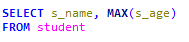 SELECT s_name, MAX(s_age)
FROM student